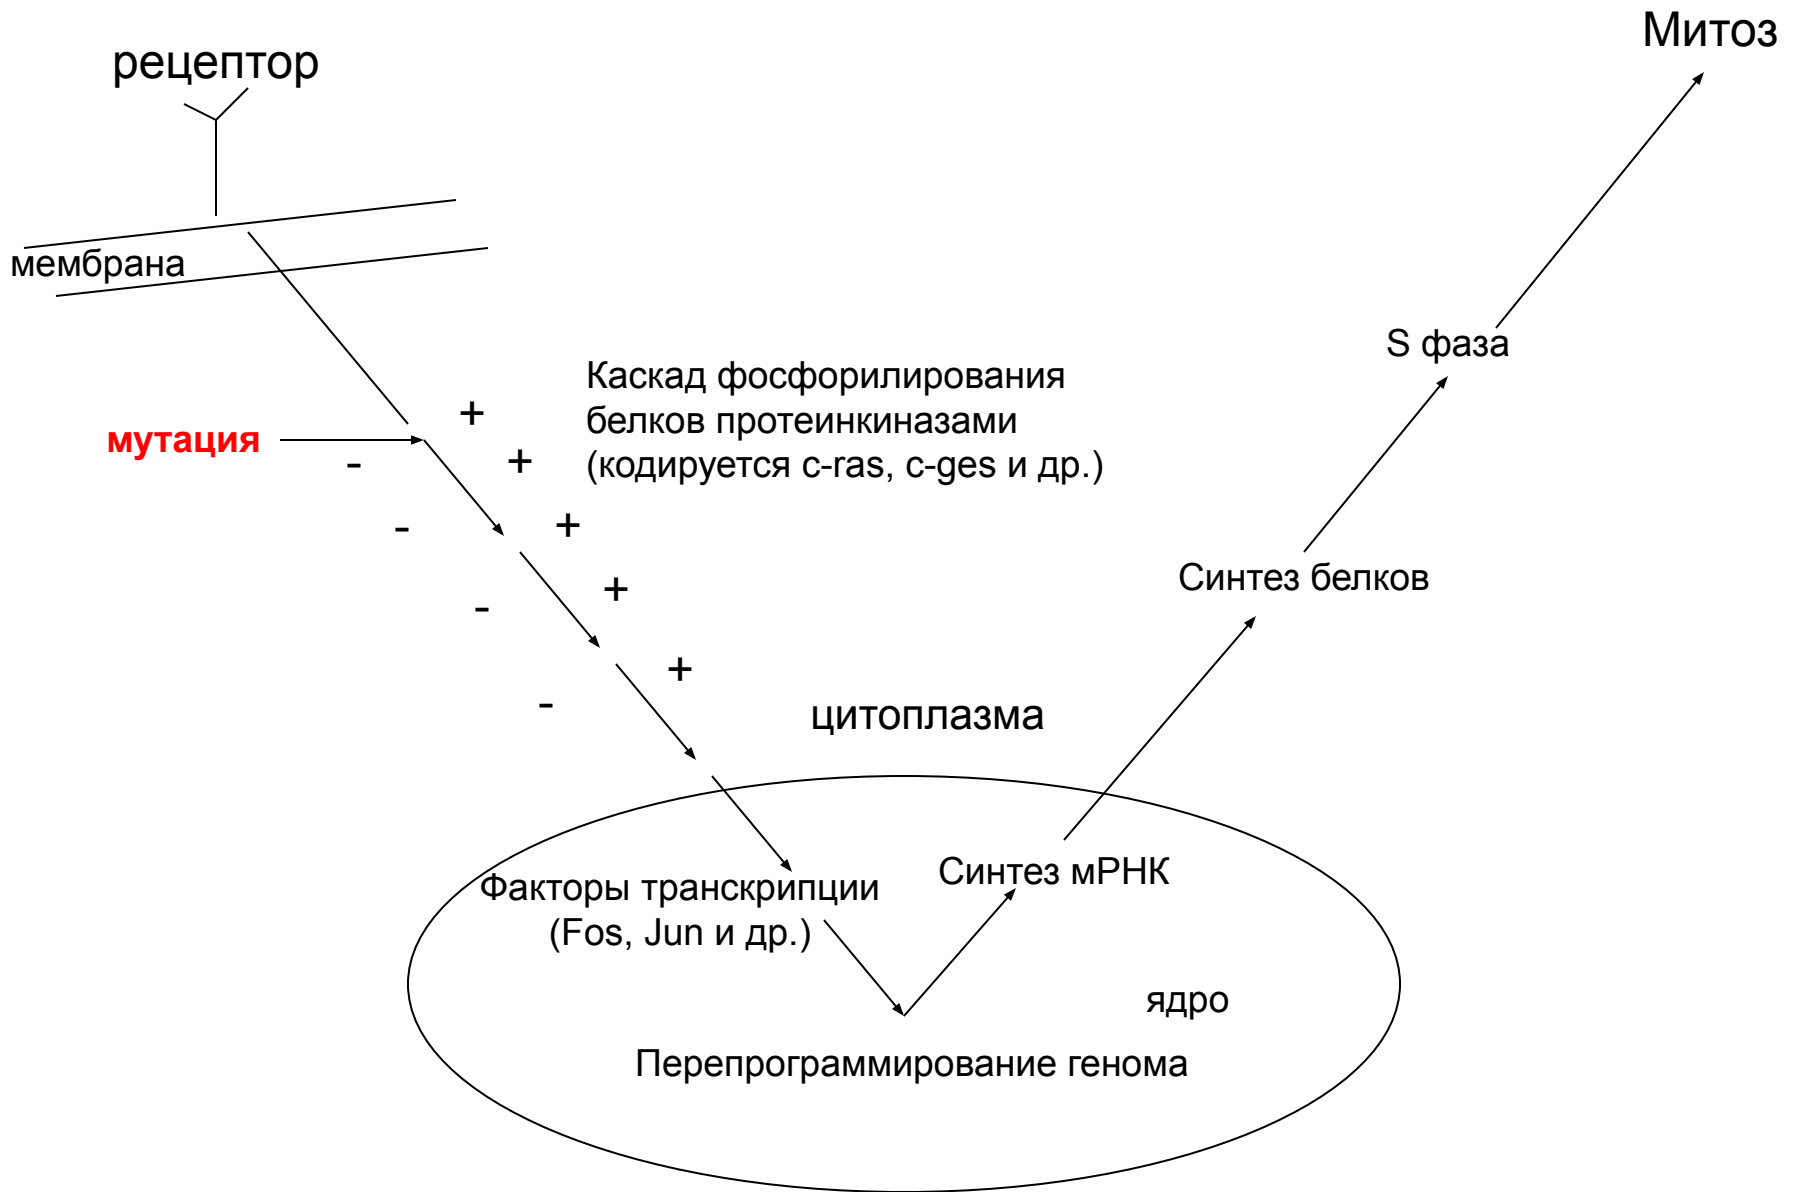 Митоз
рецептор
мембрана
S фаза
Каскад фосфорилирования
белков протеинкиназами
(кодируется c-ras, c-ges и др.)
+
мутация
-
+
-
+
Синтез белков
+
-
+
-
цитоплазма
Синтез мРНК
Факторы транскрипции
(Fos, Jun и др.)
ядро
Перепрограммирование генома